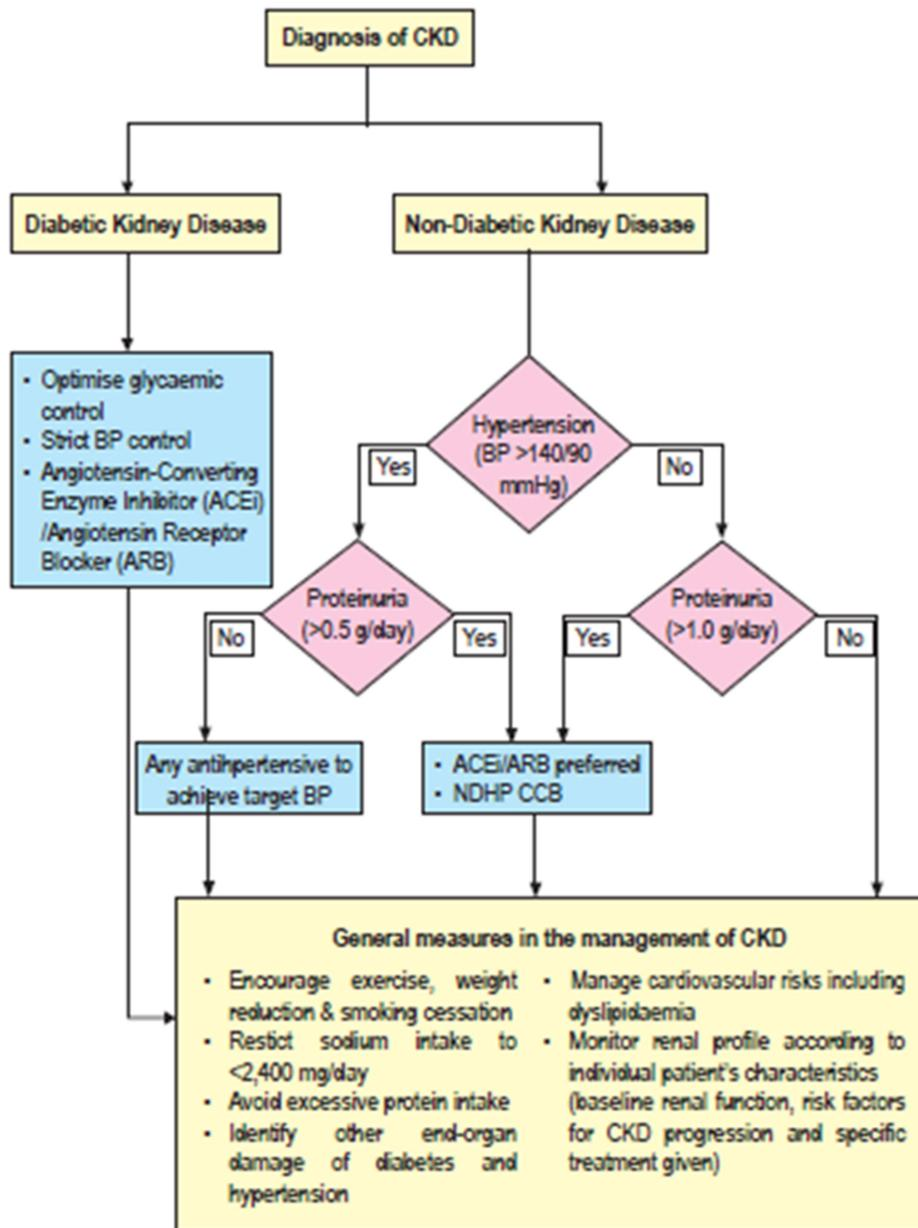 Diagnosis of CKD
Diabetic Kidney Disease
Non-Diabetic Kidney Disease
• Optimise glycaemic
control
• Strict BP control
• Angiotensin-Converting
Enzyme Inhibitor (ACEi)
/Angiotensin Receptor
Blocker (ARB)
Hypertension
(BP >140/90
mmHg)
Yes
No
Proteinuria
(>0.5 g/day)
No
Yes
Proteinuria
(>1.0 g/day)
Yes
No
Any antihpertensive to
achieve target BP
• ACEi/ARB preferred
• NDHP CCB
General measures in the management of CKD
• Encourage exercise, weight
reduction & smoking cessation
• Restict sodium intake to
<2,400 mg/day
• Avoid excessive protein intake
• Identify other end-organ
damage of diabetes and
hypertension
• Manage cardiovascular risks including
dyslipidaemia
• Monitor renal profile according to
individual patient's characteristics
(baseline renal function, risk factors
for CKD progression and specific
treatment given)